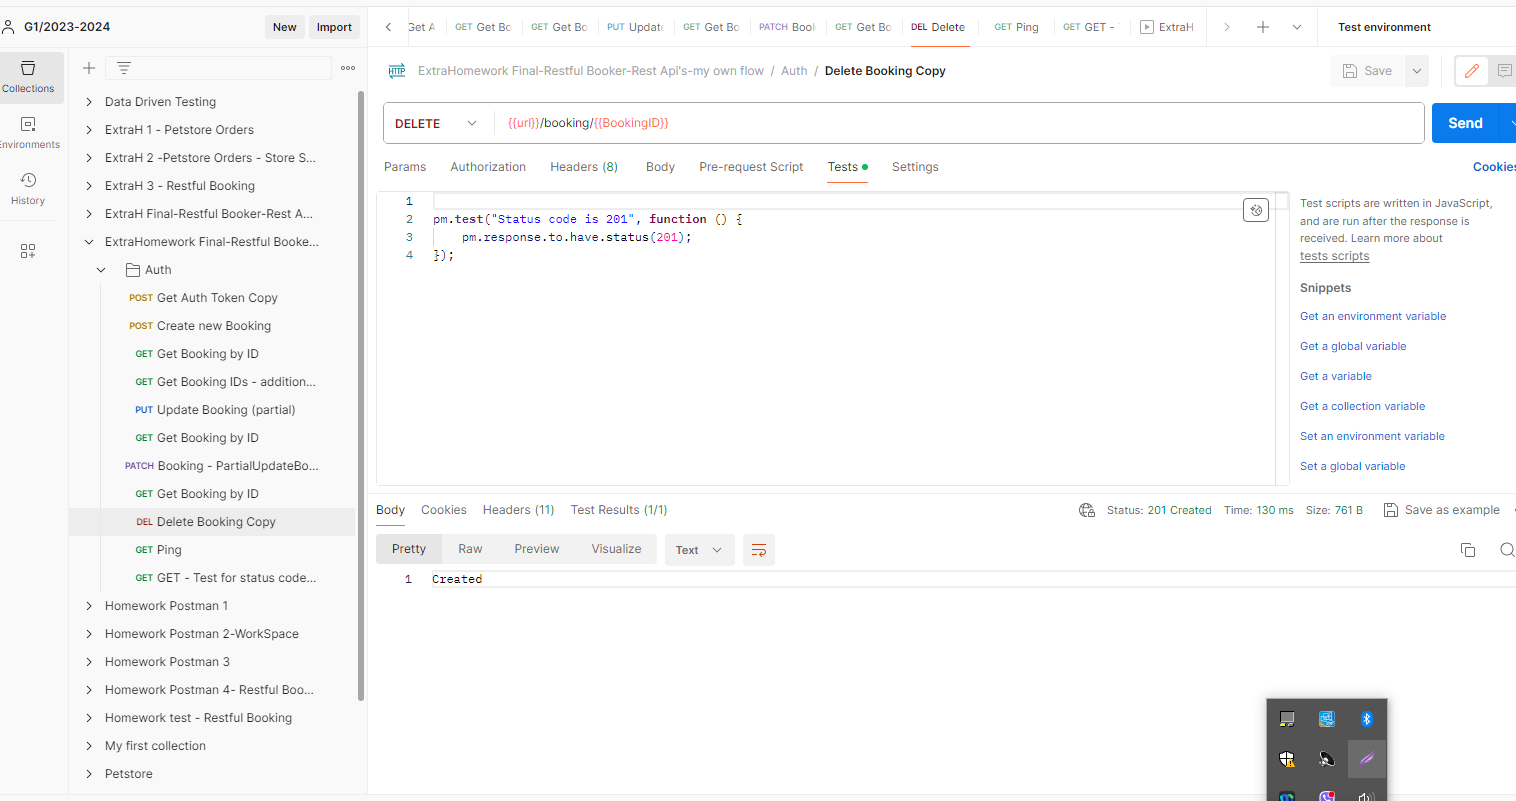 G1/2023-2024
New
Import
Get A
GET Get Bo
GET Get Bo
PUT Updat
GET Get Bo
PATCH Book
GET Get Bo
DEL Delete
GET Ping
GET GET -
ExtraH
Test environment
Collections
Environments
History
Data Driven Testing
ExtraH 1 - Petstore Orders
ExtraH 2 -Petstore Orders - Store S...
ExtraH 3 - Restful Booking
ExtraH Final-Restful Booker-Rest A...
ExtraHomework Final-Restful Booke...
Auth
POST Get Auth Token Copy
POST Create new Booking
GET Get Booking by ID
GET Get Booking IDs - addition...
PUT Update Booking (partial)
GET Get Booking by ID
PATCH Booking - PartialUpdateBo...
GET Get Booking by ID
DEL Delete Booking Copy
GET Ping
GET GET - Test for status code...
Homework Postman 1
Homework Postman 2-WorkSpace
Homework Postman 3
Homework Postman 4- Restful Boo...
Homework test - Restful Booking
My first collection
Petstore
HTTP ExtraHomework Final-Restful Booker-Rest Api's-my own flow / Auth / Delete Booking Copy
Save
DELETE
{{url}}/booking/{{BookingID}}
Send
Params Authorization Headers (8) Body Pre-request Script Tests Settings
Cookies
1
2 pm.test("Status code is 201", function () {
3 pm.response.to.have.status(201);
4 });
Test scripts are written in JavaScript,
and are run after the response is
received. Learn more about
tests scripts
Snippets
Get an environment variable
Get a global variable
Get a variable
Get a collection variable
Set an environment variable
Set a global variable
Body Cookies Headers (11) Test Results (1/1)
Status: 201 Created Time: 130 ms Size: 761 B
Save as example
Pretty Raw Preview Visualize
Text
1 Created